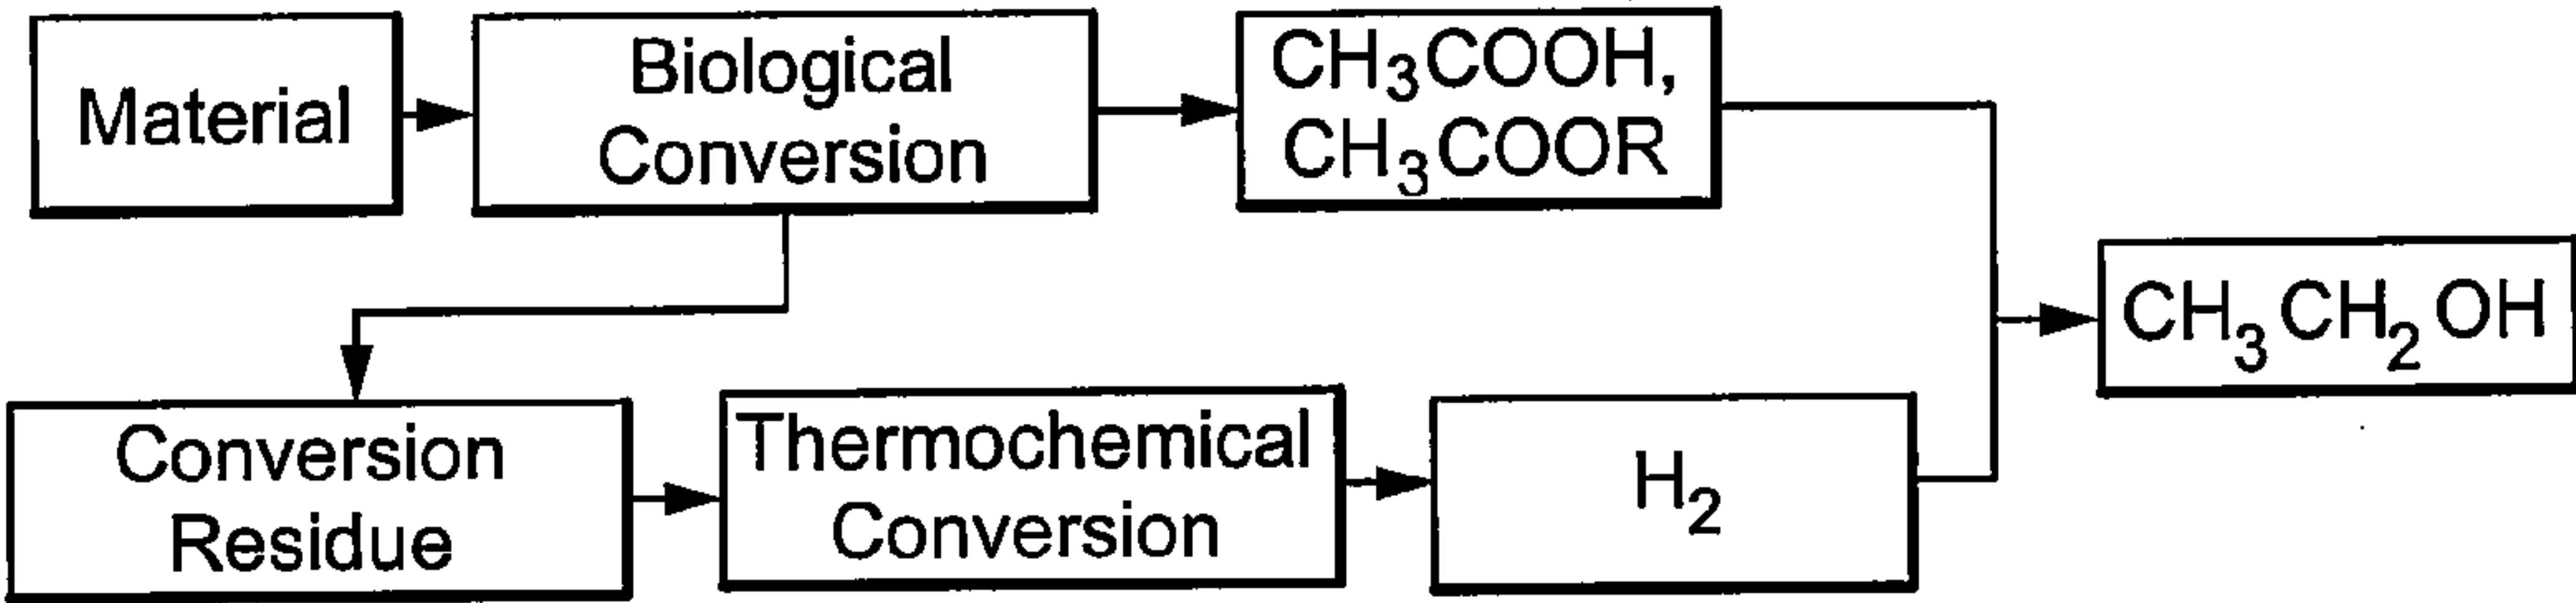 Material
Biological
Conversion
CH₃COOH,
CH₃COOR
CH₃CH₂OH
Conversion
Residue
Thermochemical
Conversion
H₂